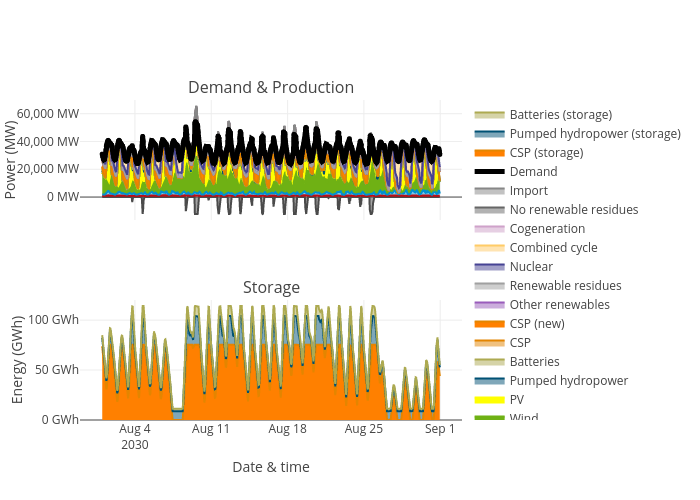 Demand & Production
Power (MW)
60,000 MW
40,000 MW
20,000 MW
0 MW
Storage
Energy (GWh)
100 GWh
50 GWh
0 GWh
Aug 4
2030
Aug 11
Aug 18
Aug 25
Sep 1
Date & time
Batteries (storage)
Pumped hydropower (storage)
CSP (storage)
Demand
Import
No renewable residues
Cogeneration
Combined cycle
Nuclear
Renewable residues
Other renewables
CSP (new)
CSP
Batteries
Pumped hydropower
PV
Wind